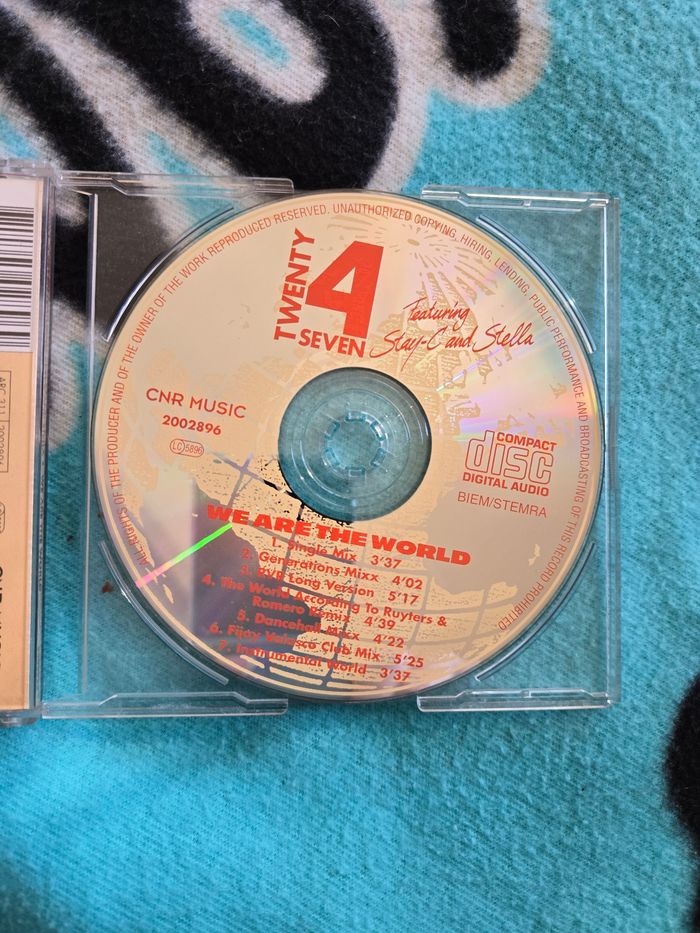 ALL RIGHTS OF THE PRODUCER AND OF THE OWNER OF THE WORK REPRODUCED RESERVED. UNAUTHORIZED COPYING, HIRING, LENDING, PUBLIC PERFORMANCE AND BROADCASTING OF THIS RECORD PROHIBITED
TWENTY
4
SEVEN
Featuring
Stay-C and Stella
CNR MUSIC
2002896
LC 5896
COMPACT
disc
DIGITAL AUDIO
BIEM/STEMRA
WE ARE THE WORLD
1. Single Mix 3'37
2. Generations Mixx 4'02
3. RVR Long Version 5'17
4. The World According To Ruyters &
Romero Remix 4'39
5. Dancehall Mixx 4'22
6. Fijay Velasco Club Mix 5'25
7. Instrumental World 3'37